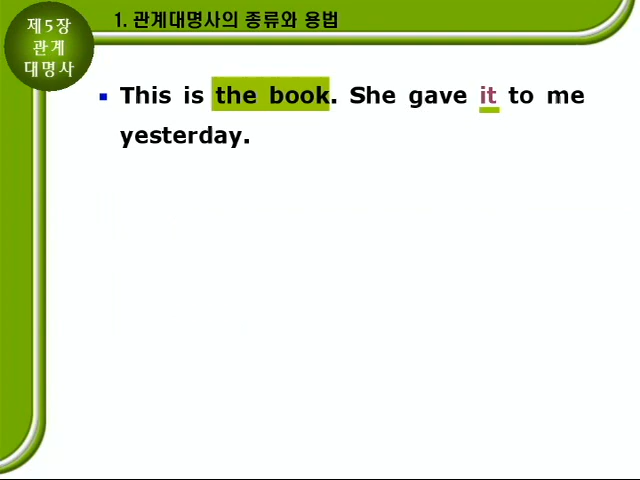 제5장
관계
대명사
1. 관계대명사의 종류와 용법
This is the book. She gave it to me
yesterday.